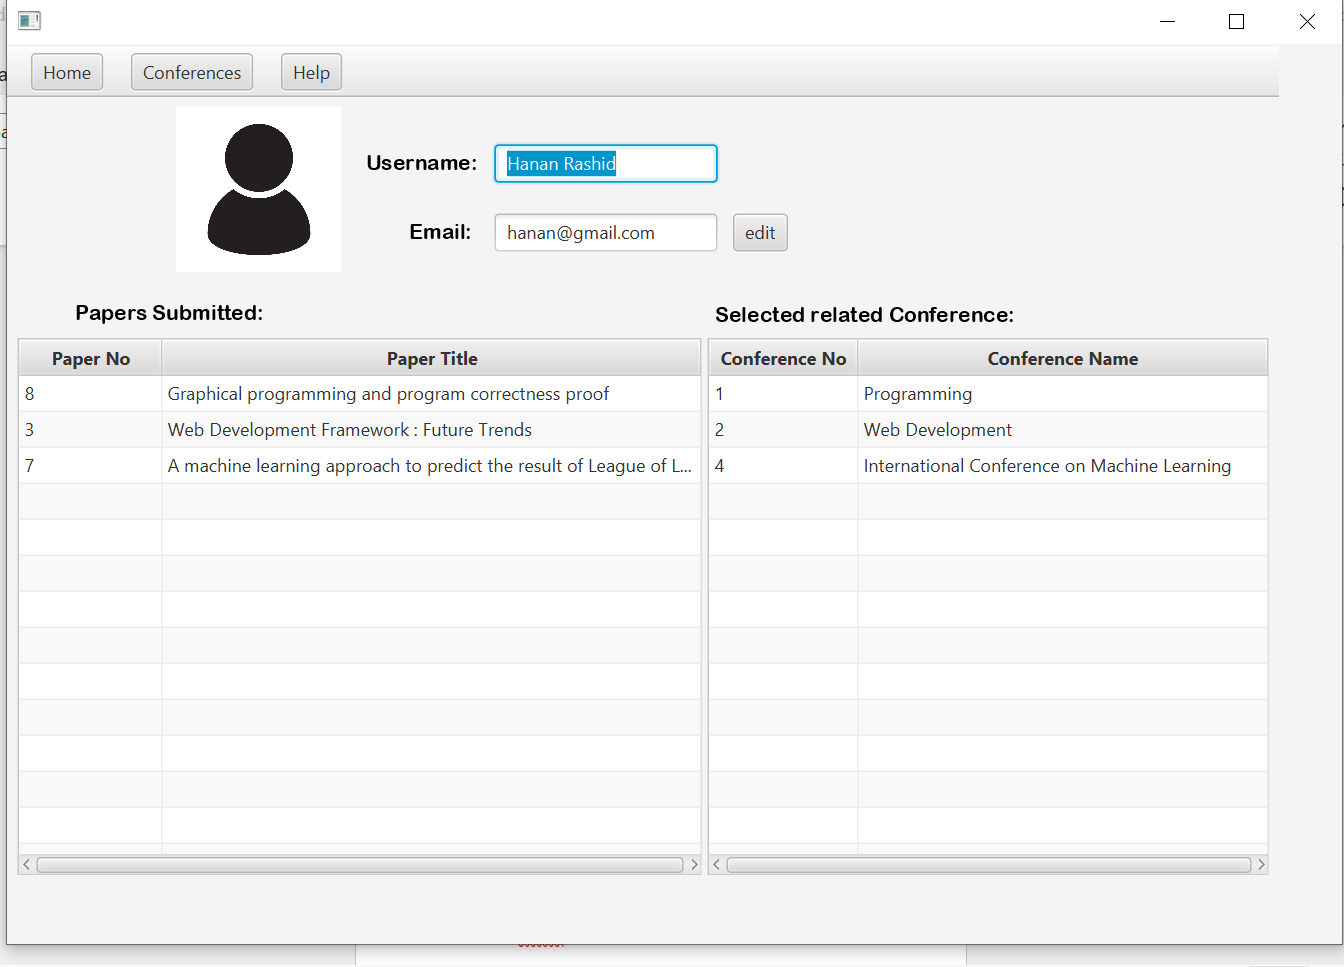 Home Conferences Help
Username: Hanan Rashid
Email: hanan@gmail.com edit
Papers Submitted:
Selected related Conference:
Paper No Paper Title
8 Graphical programming and program correctness proof
3 Web Development Framework : Future Trends
7 A machine learning approach to predict the result of League of L...
Conference No Conference Name
1 Programming
2 Web Development
4 International Conference on Machine Learning